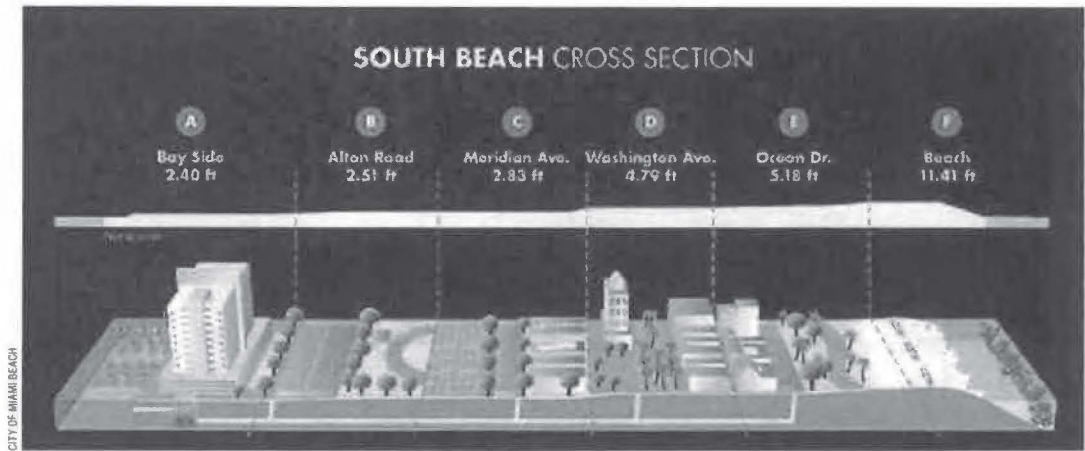 SOUTH BEACH CROSS SECTION
A
B
C
D
E
F
Bay Side
Alton Road
Meridian Ave.
Washington Ave.
Ocean Dr.
Beach
2.40 ft
2.51 ft
2.83 ft
4.79 ft
5.18 ft
11.41 ft
CITY OF MIAMI BEACH